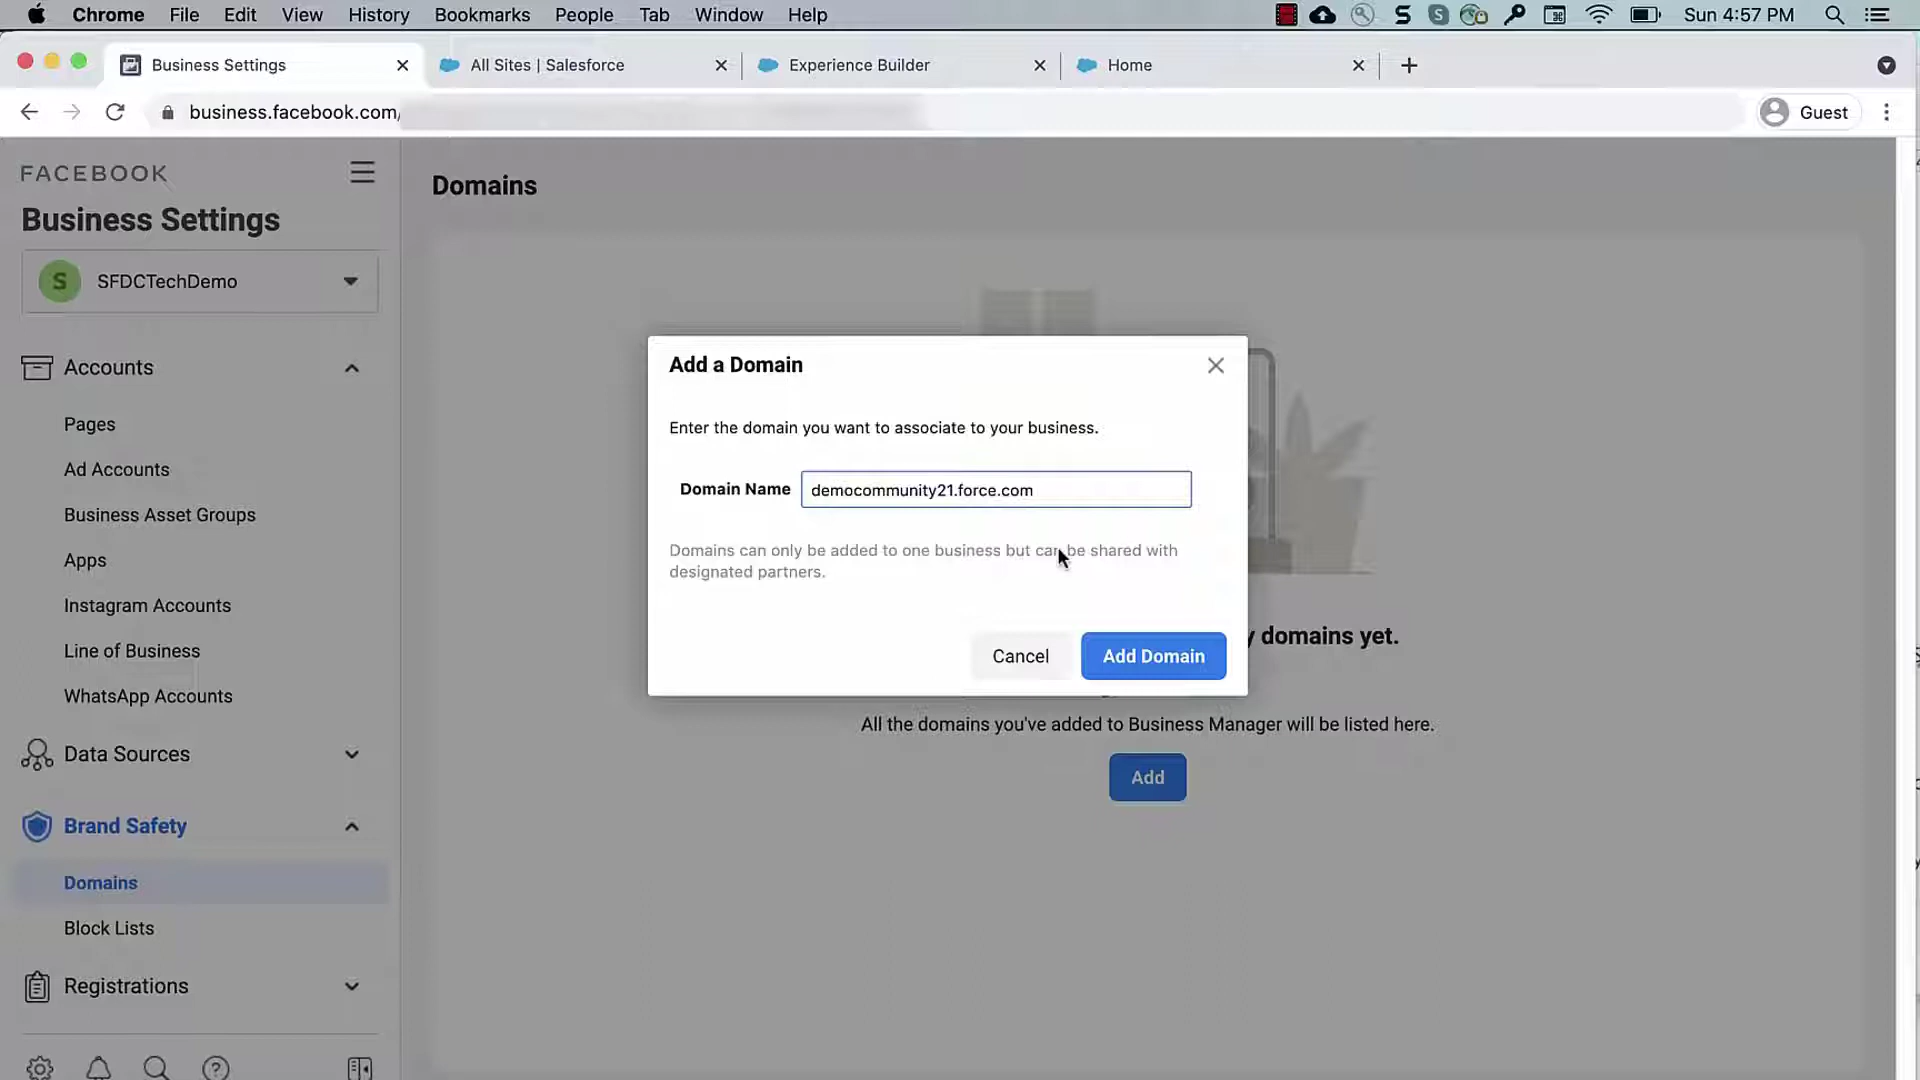 Chrome File Edit View History Bookmarks People Tab Window Help
Sun 4:57 PM
Business Settings
All Sites | Salesforce
Experience Builder
Home
business.facebook.com/
Guest
FACEBOOK
Business Settings
S SFDCTechDemo
Accounts
Pages
Ad Accounts
Business Asset Groups
Apps
Instagram Accounts
Line of Business
WhatsApp Accounts
Data Sources
Brand Safety
Domains
Block Lists
Registrations
Domains
Add a Domain
Enter the domain you want to associate to your business.
Domain Name democommunity21.force.com
Domains can only be added to one business but can be shared with
designated partners.
Cancel Add Domain
domains yet.
All the domains you've added to Business Manager will be listed here.
Add